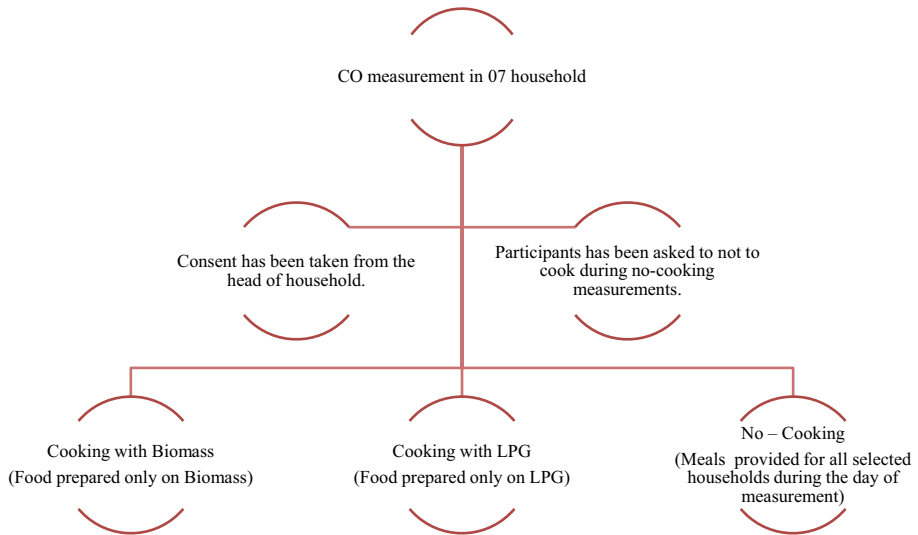 CO measurement in 07 household
Consent has been taken from the
head of household.
Participants has been asked to not to
cook during no-cooking
measurements.
Cooking with Biomass
(Food prepared only on Biomass)
Cooking with LPG
(Food prepared only on LPG)
No – Cooking
(Meals provided for all selected
households during the day of
measurement)